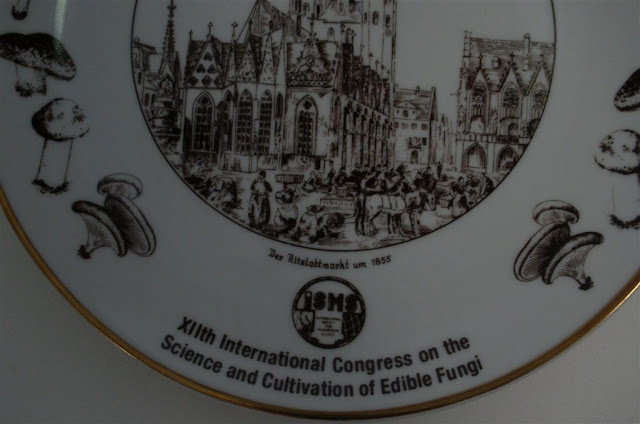 Der Altstadtmarkt um 1855
ISMS
XIIth International Congress on the
Science and Cultivation of Edible Fungi